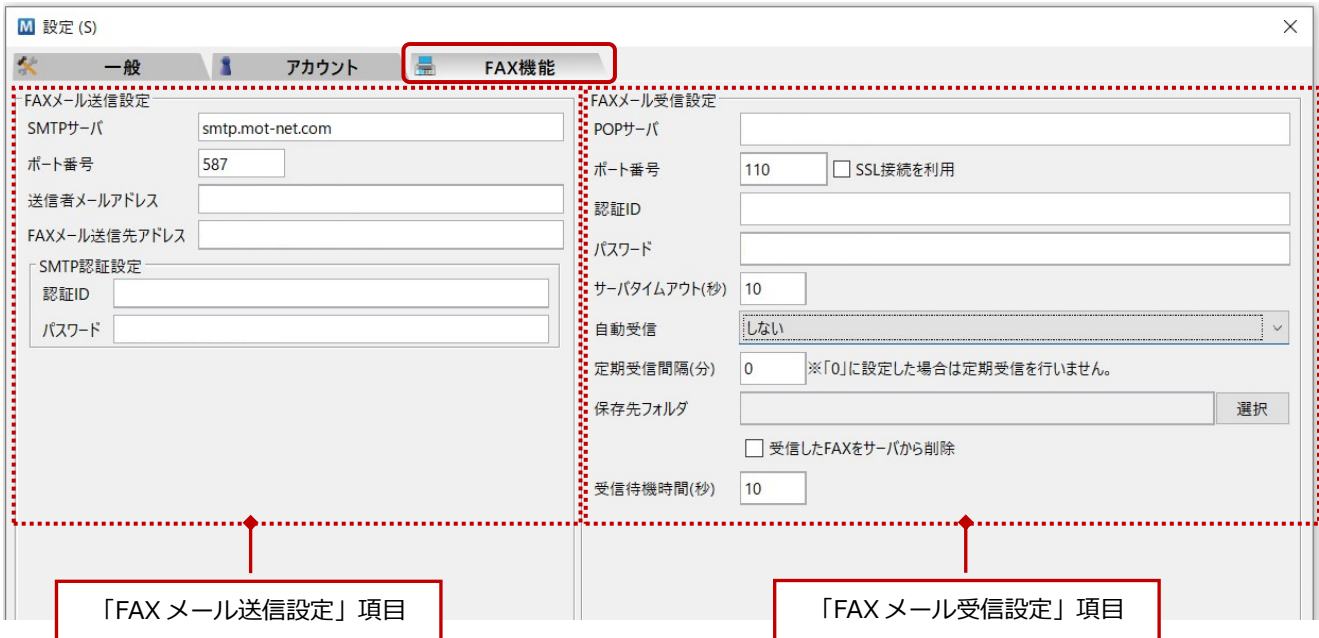 M 設定 (S)
一般
アカウント
FAX機能
FAXメール送信設定
SMTPサーバ smtp.mot-net.com
ポート番号 587
送信者メールアドレス
FAXメール送信先アドレス
SMTP認証設定
認証ID
パスワード
FAXメール受信設定
POPサーバ
ポート番号 110 SSL接続を利用
認証ID
パスワード
サーバタイムアウト(秒) 10
自動受信 しない
定期受信間隔(分) 0 ※「0」に設定した場合は定期受信を行いません。
保存先フォルダ 選択
受信したFAXをサーバから削除
受信待機時間(秒) 10
「FAX メール送信設定」項目
「FAX メール受信設定」項目